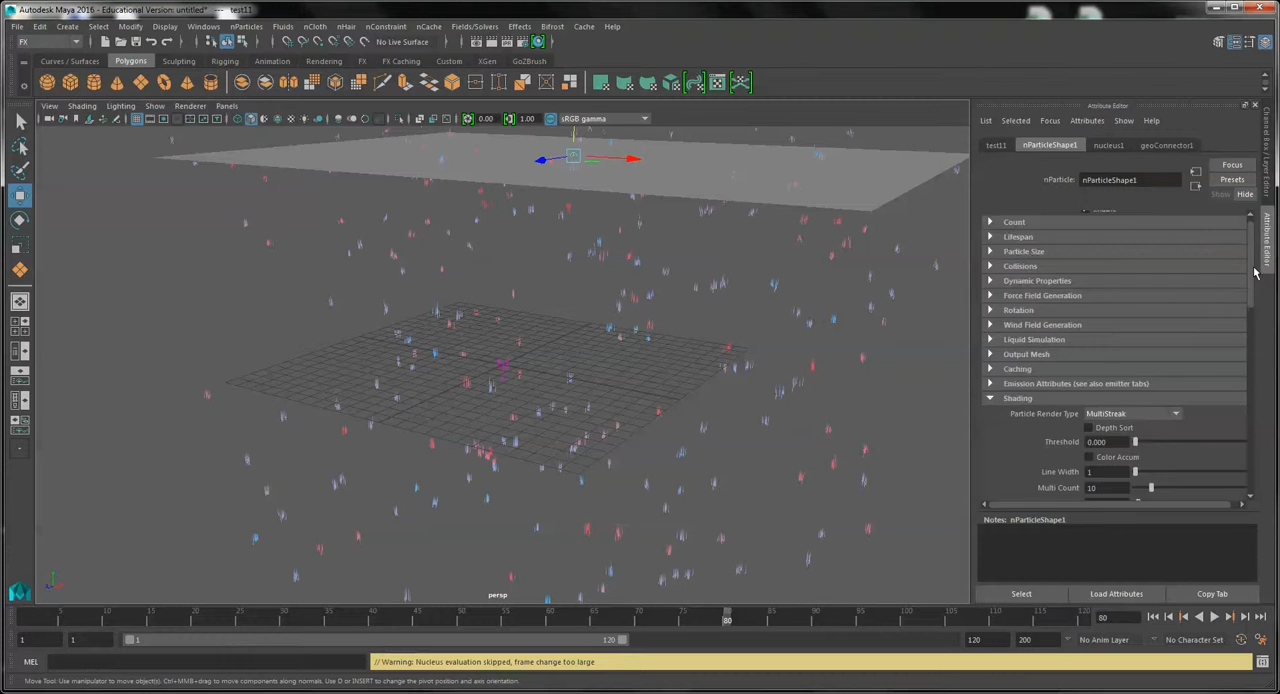 Autodesk Maya 2016 - Educational Version: untitled* --- test11
File Edit Create Select Modify Display Windows nParticles Fluids nCloth nHair nConstraint nCache Fields/Solvers Effects Bifrost Cache Help
FX No Live Surface
Curves / Surfaces Polygons Sculpting Rigging Animation Rendering FX FX Caching Custom XGen GoZBrush
View Shading Lighting Show Renderer Panels
0.00 1.00 sRGB gamma
Attribute Editor
List Selected Focus Attributes Show Help
test11 nParticleShape1 nucleus1 geoConnector1
Focus
nParticle: nParticleShape1 Presets
Show Hide
Enable
Count
Lifespan
Particle Size
Collisions
Dynamic Properties
Force Field Generation
Rotation
Wind Field Generation
Liquid Simulation
Output Mesh
Caching
Emission Attributes (see also emitter tabs)
Shading
Particle Render Type MultiStreak
Depth Sort
Threshold 0.000
Color Accum
Line Width 1
Multi Count 10
Notes: nParticleShape1
Select Load Attributes Copy Tab
Channel Box / Layer Editor
Attribute Editor
persp
5 10 15 20 25 30 35 40 45 50 55 60 65 70 75 80 85 90 95 100 105 110 115 120
80
80
1 1 1 120 120 200 No Anim Layer No Character Set
MEL // Warning: Nucleus evaluation skipped, frame change too large
Move Tool: Use manipulator to move object(s). Ctrl+MMB+drag to move components along normals. Use D or INSERT to change the pivot position and axis orientation.